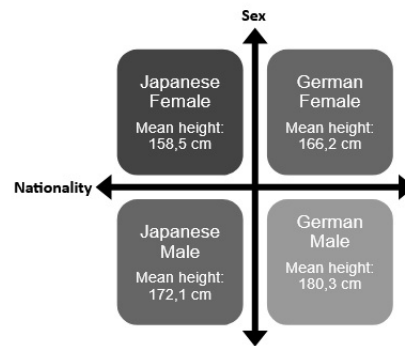 Sex
Japanese
Female
Mean height:
158,5 cm
German
Female
Mean height:
166,2 cm
Nationality
Japanese
Male
Mean height:
172,1 cm
German
Male
Mean height:
180,3 cm